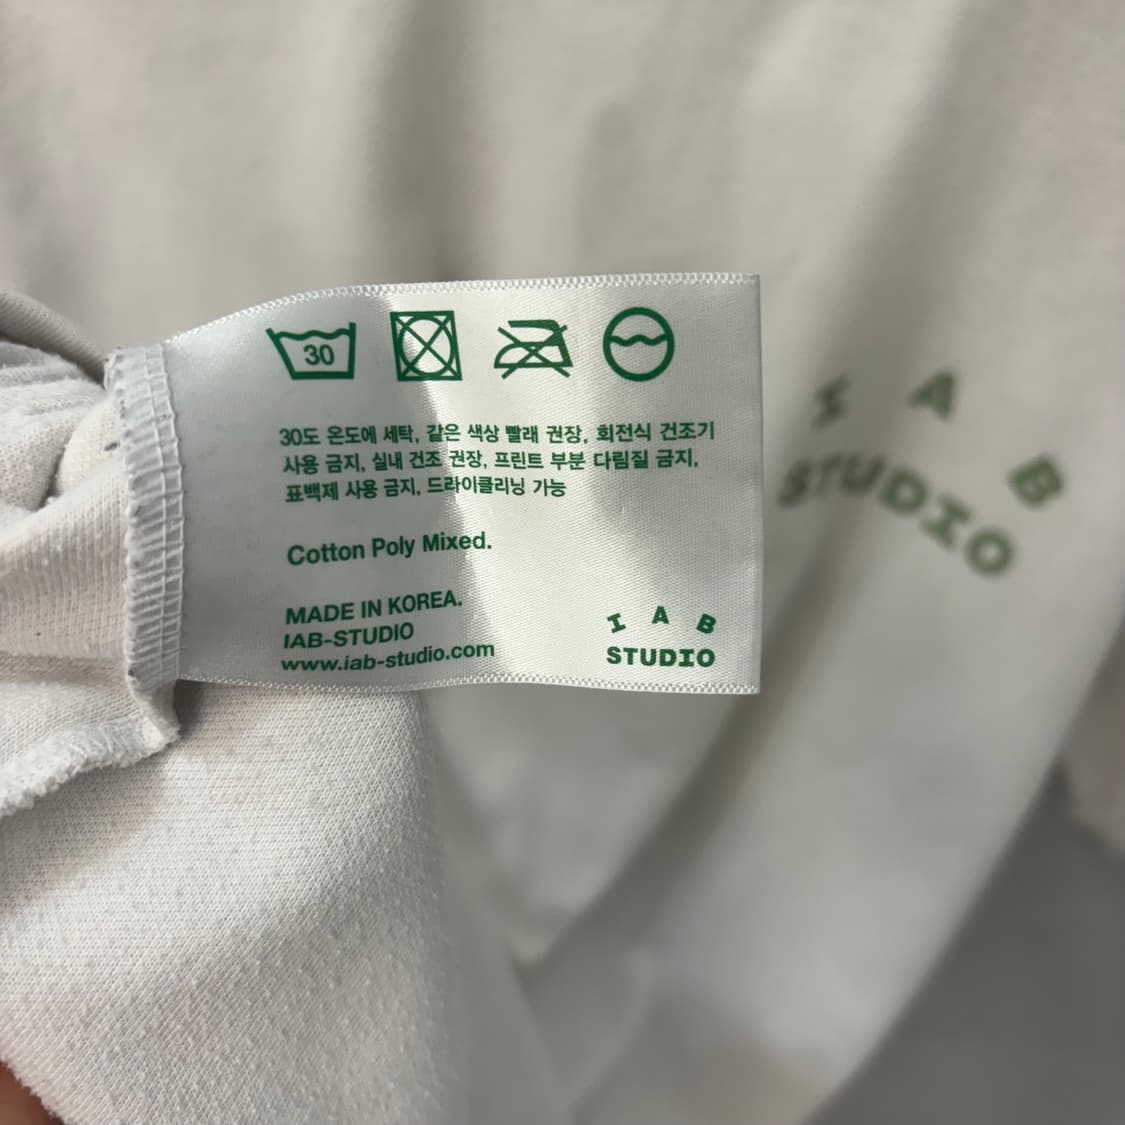 30
30도 온도에 세탁, 같은 색상 빨래 권장, 회전식 건조기
사용 금지, 실내 건조 권장, 프린트 부분 다림질 금지,
표백제 사용 금지, 드라이클리닝 가능
Cotton Poly Mixed.
MADE IN KOREA.
IAB-STUDIO
www.iab-studio.com
I A B
STUDIO
I A B
STUDIO